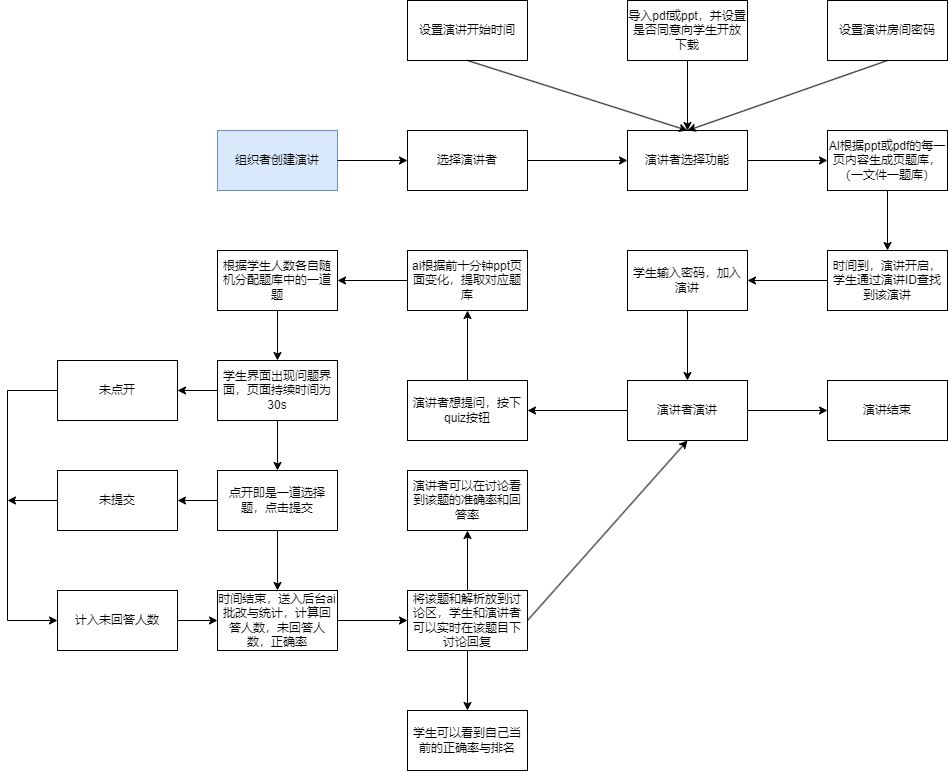 设置演讲开始时间
导入pdf或ppt，并设置
是否同意向学生开放
下载
设置演讲房间密码
组织者创建演讲
选择演讲者
演讲者选择功能
AI根据ppt或pdf的每一
页内容生成页题库，
（一文件一题库）
根据学生人数各自随
机分配题库中的一道
题
ai根据前十分钟ppt页
面变化，提取对应题
库
学生输入密码，加入
演讲
时间到，演讲开启，
学生通过演讲ID查找
到该演讲
未点开
学生界面出现问题界
面，页面持续时间为
30s
演讲者想提问，按下
quiz按钮
演讲者演讲
演讲结束
未提交
点开即是一道选择
题，点击提交
演讲者可以在讨论看
到该题的准确率和回
答率
计入未回答人数
时间结束，送入后台ai
批改与统计，计算回
答人数，未回答人
数，正确率
将该题和解析放到讨
论区，学生和演讲者
可以实时在该题目下
讨论回复
学生可以看到自己当
前的正确率与排名